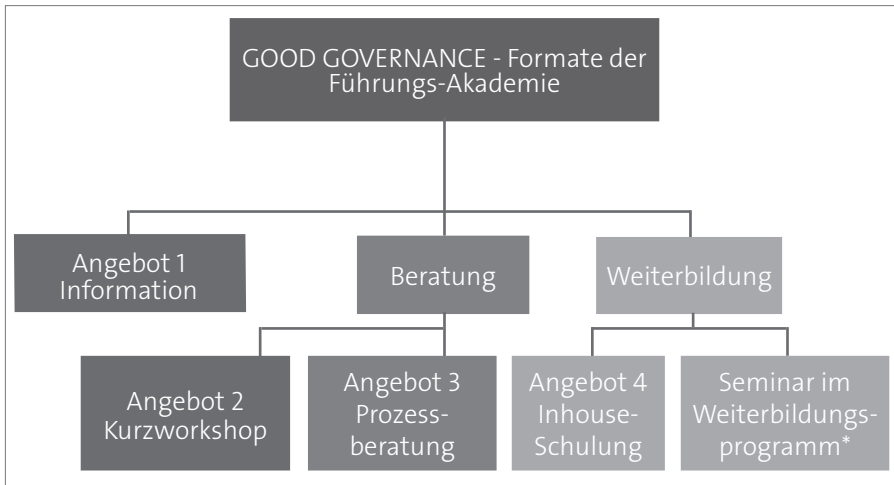 GOOD GOVERNANCE - Formate der
Führungs-Akademie
Angebot 1
Information
Beratung
Weiterbildung
Angebot 2
Kurzworkshop
Angebot 3
Prozess-
beratung
Angebot 4
Inhouse-
Schulung
Seminar im
Weiterbildungs-
programm*